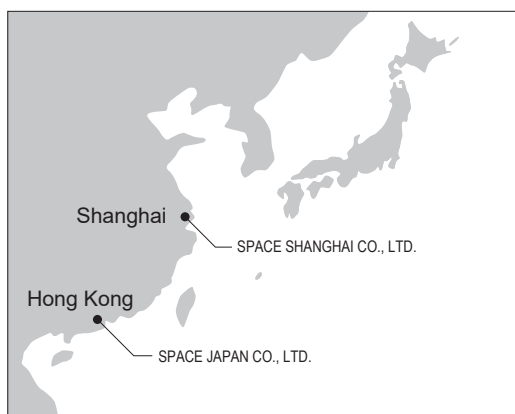 Shanghai
SPACE SHANGHAI CO., LTD.
Hong Kong
SPACE JAPAN CO., LTD.